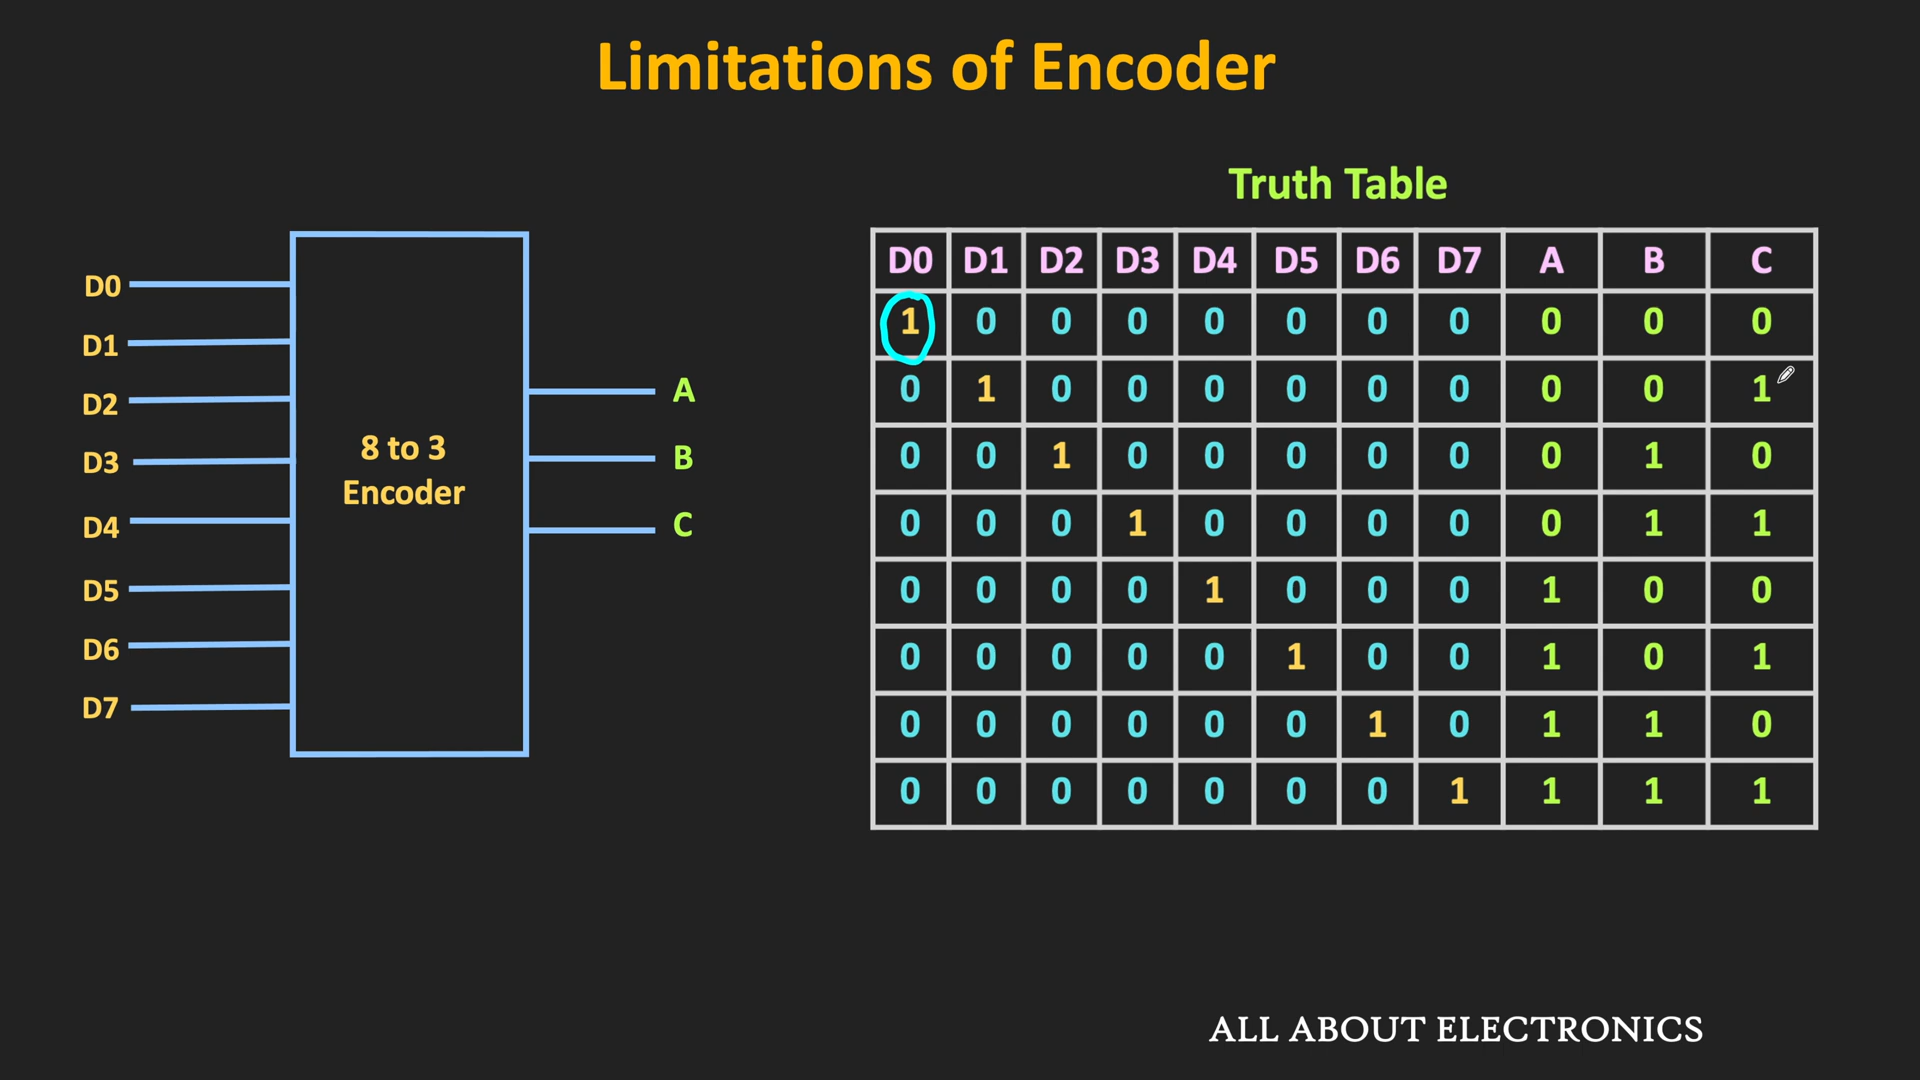 Limitations of Encoder
D0
D1
D2
D3
D4
D5
D6
D7
8 to 3
Encoder
A
B
C
Truth Table
D0 D1 D2 D3 D4 D5 D6 D7 A B C
1 0 0 0 0 0 0 0 0 0 0
0 1 0 0 0 0 0 0 0 0 1
0 0 1 0 0 0 0 0 0 1 0
0 0 0 1 0 0 0 0 0 1 1
0 0 0 0 1 0 0 0 1 0 0
0 0 0 0 0 1 0 0 1 0 1
0 0 0 0 0 0 1 0 1 1 0
0 0 0 0 0 0 0 1 1 1 1
ALL ABOUT ELECTRONICS